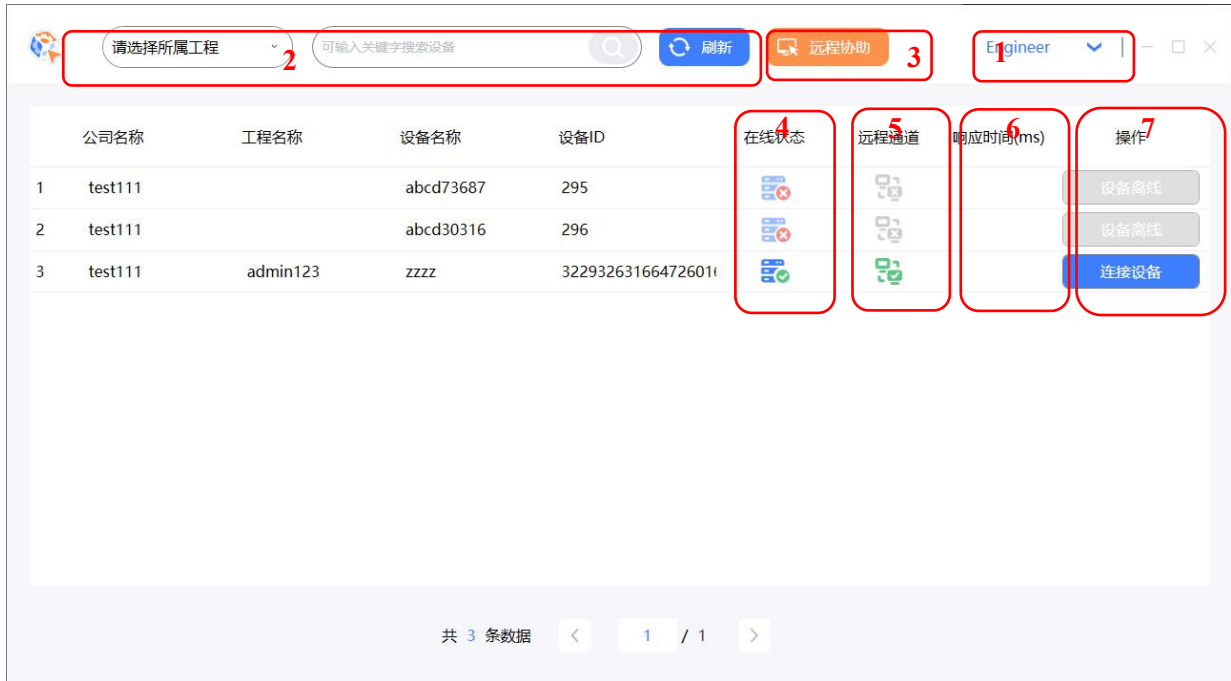 请选择所属工程 2 可输入关键字搜索设备 刷新 远程协助 3 Engineer 1
公司名称 工程名称 设备名称 设备ID 在线状态 4 远程通道 5 响应时间(ms) 6 操作 7
1 test111 abcd73687 295 设备离线
2 test111 abcd30316 296 设备离线
3 test111 admin123 zzzz 322932631664726016 连接设备
共 3 条数据 1 / 1